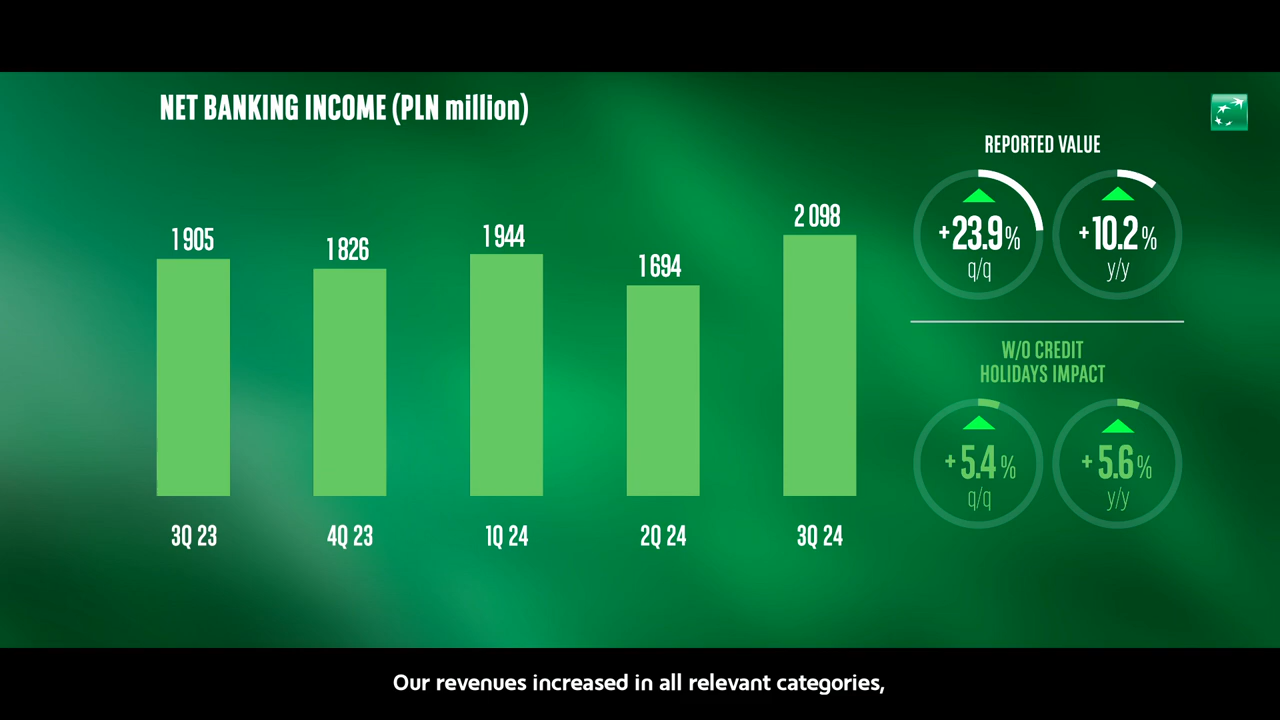 NET BANKING INCOME (PLN million)
1 905
1 826
1 944
1 694
2 098
3Q 23
4Q 23
1Q 24
2Q 24
3Q 24
REPORTED VALUE
+23.9%
q/q
+10.2%
y/y
W/O CREDIT
HOLIDAYS IMPACT
+5.4%
q/q
+5.6%
y/y
Our revenues increased in all relevant categories,